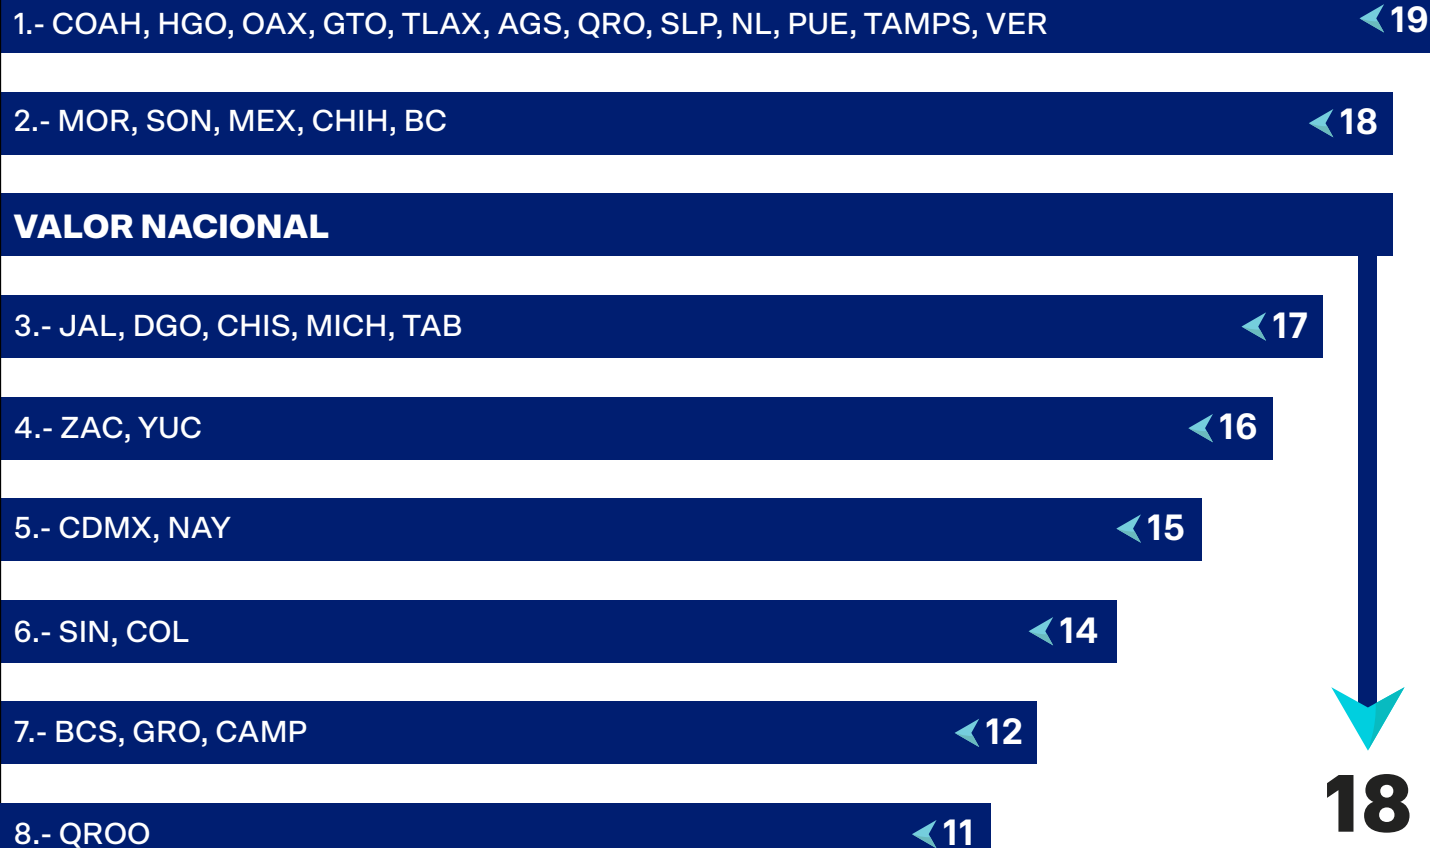 1.- COAH, HGO, OAX, GTO, TLAX, AGS, QRO, SLP, NL, PUE, TAMPS, VER 19
2.- MOR, SON, MEX, CHIH, BC 18
VALOR NACIONAL
3.- JAL, DGO, CHIS, MICH, TAB 17
4.- ZAC, YUC 16
5.- CDMX, NAY 15
6.- SIN, COL 14
7.- BCS, GRO, CAMP 12
8.- QROO 11
18